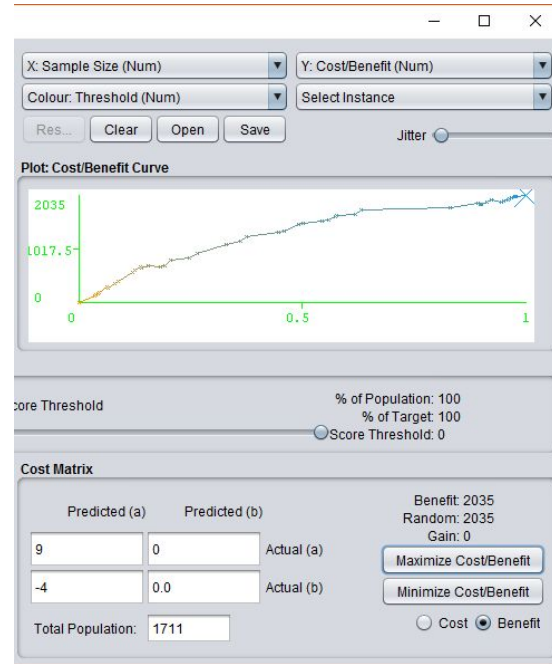 X: Sample Size (Num) Y: Cost/Benefit (Num)
Colour: Threshold (Num) Select Instance
Res... Clear Open Save Jitter
Plot: Cost/Benefit Curve
2035
1017.5
0
0 0.5 1
core Threshold
% of Population: 100
% of Target: 100
Score Threshold: 0
Cost Matrix
Predicted (a) Predicted (b)
9 0 Actual (a)
-4 0.0 Actual (b)
Total Population: 1711
Benefit: 2035
Random: 2035
Gain: 0
Maximize Cost/Benefit
Minimize Cost/Benefit
Cost Benefit